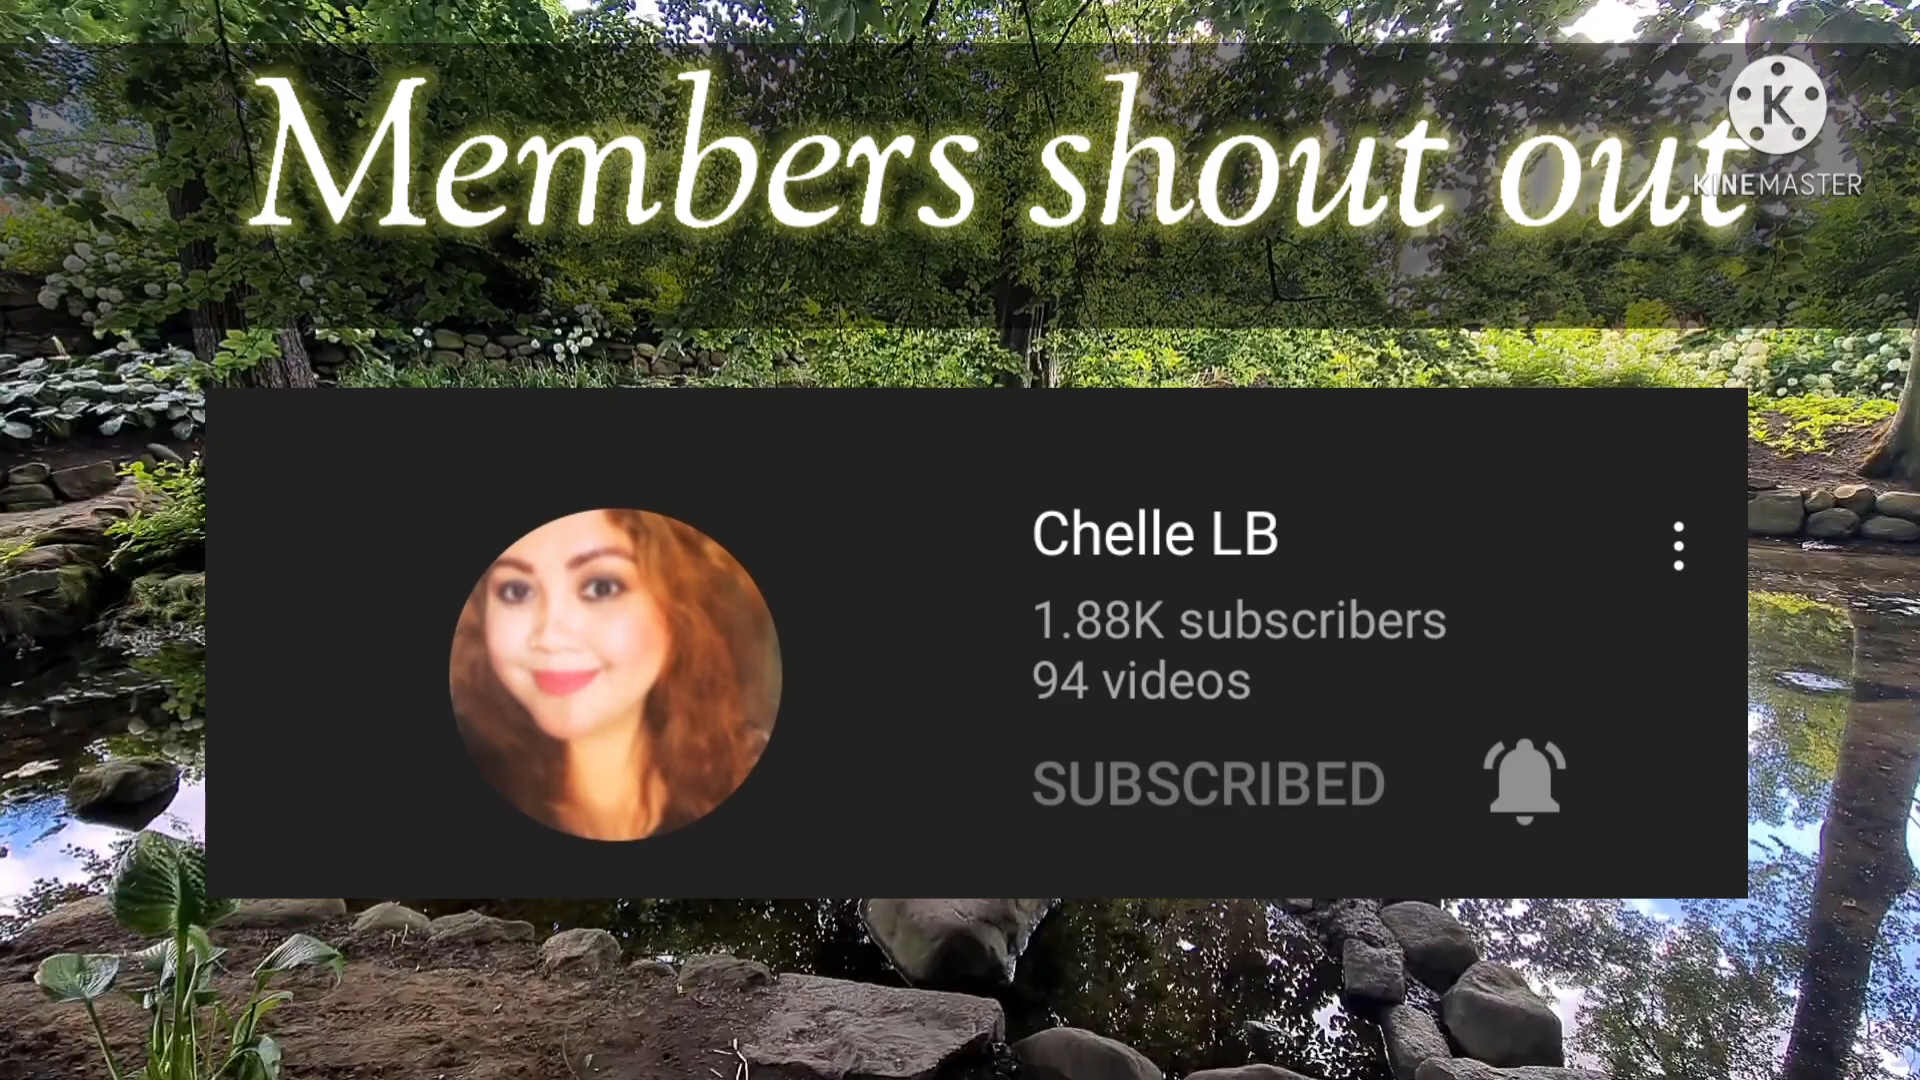 Members shout out
K
KINEMASTER
Chelle LB
1.88K subscribers
94 videos
SUBSCRIBED